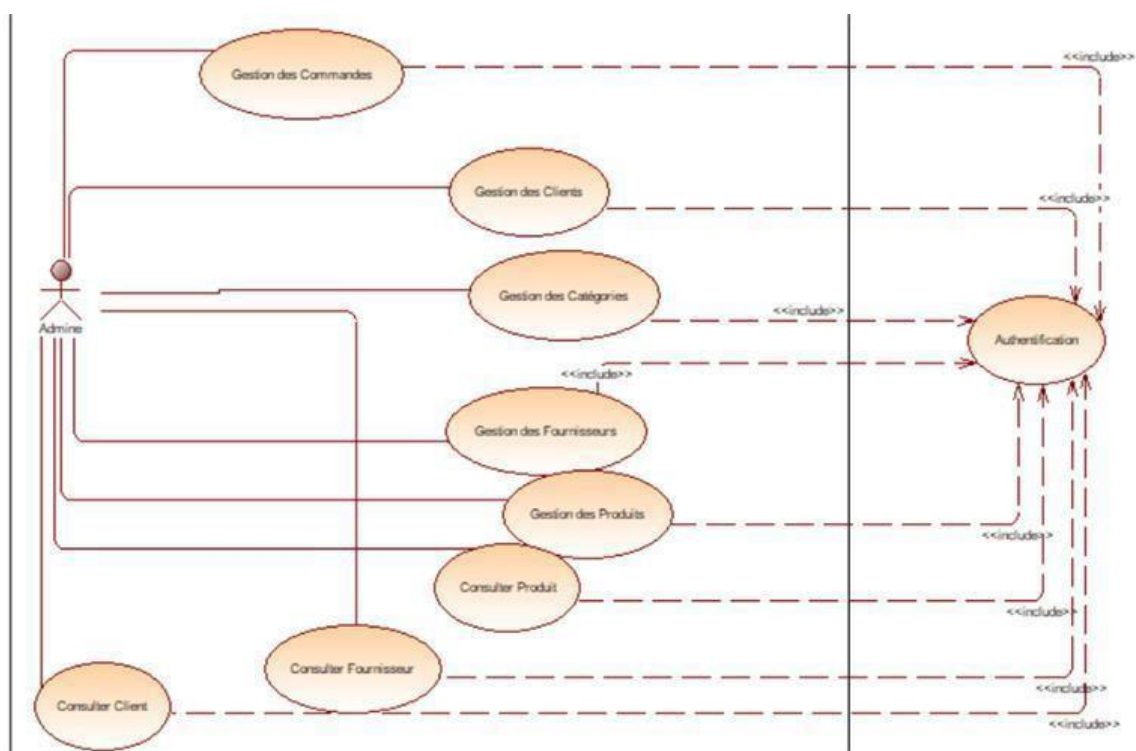 Gestion des Commandes
<<include>>
Gestion des Clients
<<include>>
Gestion des Catégories
<<include>>
Admine
Authentification
<<include>>
Gestion des Fournisseurs
Gestion des Produits
<<include>>
Consulter Produit
<<include>>
Consulter Fournisseur
<<include>>
Consulter Client
<<include>>